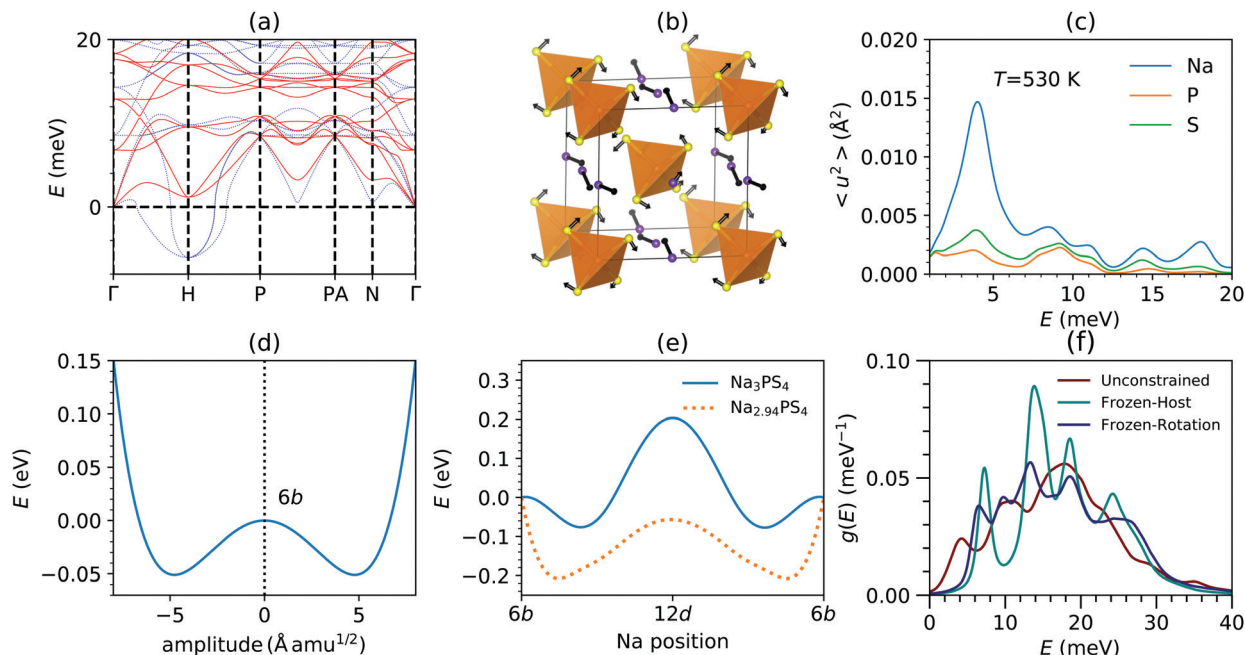 (a)
20
10
0
E (meV)
Γ
H
P
PA
N
Γ
(b)
(c)
0.020
0.015
0.010
0.005
0.000
< u² > (Å²)
T=530 K
Na
P
S
5
10
15
20
E (meV)
(d)
0.15
0.10
0.05
0.00
−0.05
E (eV)
6b
−5
0
5
amplitude (Å amu¹/²)
(e)
0.3
0.2
0.1
0.0
−0.1
−0.2
E (eV)
Na₃PS₄
Na₂.₉₄PS₄
6b
12d
6b
Na position
(f)
0.10
0.05
0.00
g(E) (meV⁻¹)
Unconstrained
Frozen-Host
Frozen-Rotation
0
10
20
30
40
E (meV)